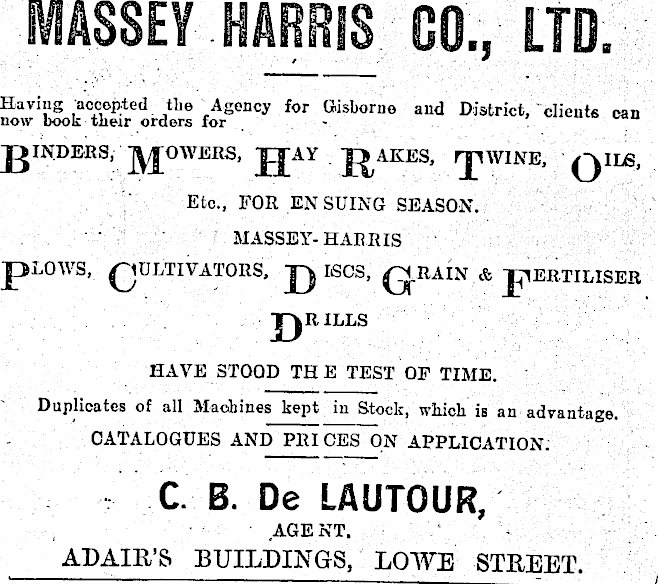 MASSEY HARRIS CO., LTD.
Having accepted the Agency for Gisborne and District, clients can
now book their orders for
BINDERS, MOWERS, HAY RAKES, TWINE, OILS,
Etc., FOR ENSUING SEASON.
MASSEY-HARRIS
PLOWS, CULTIVATORS, DISCS, GRAIN & FERTILISER
DRILLS
HAVE STOOD THE TEST OF TIME.
Duplicates of all Machines kept in Stock, which is an advantage.
CATALOGUES AND PRICES ON APPLICATION.
C. B. De LAUTOUR,
AGENT.
ADAIR'S BUILDINGS, LOWE STREET.